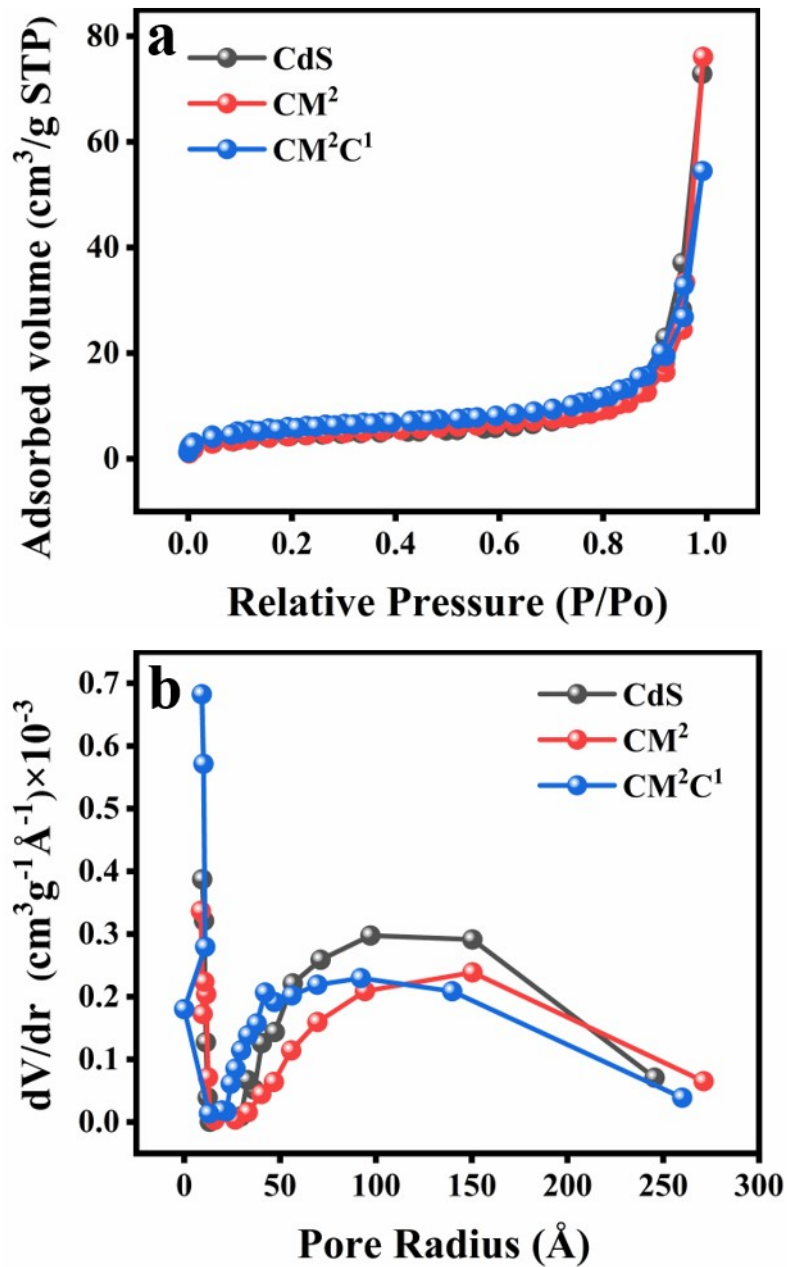 a
CdS
CM²
CM²C¹
80
60
40
20
0
0.0 0.2 0.4 0.6 0.8 1.0
Adsorbed volume (cm³/g STP)
Relative Pressure (P/Po)
b
CdS
CM²
CM²C¹
0.7
0.6
0.5
0.4
0.3
0.2
0.1
0.0
0 50 100 150 200 250 300
dV/dr (cm³g⁻¹Å⁻¹)×10⁻³
Pore Radius (Å)